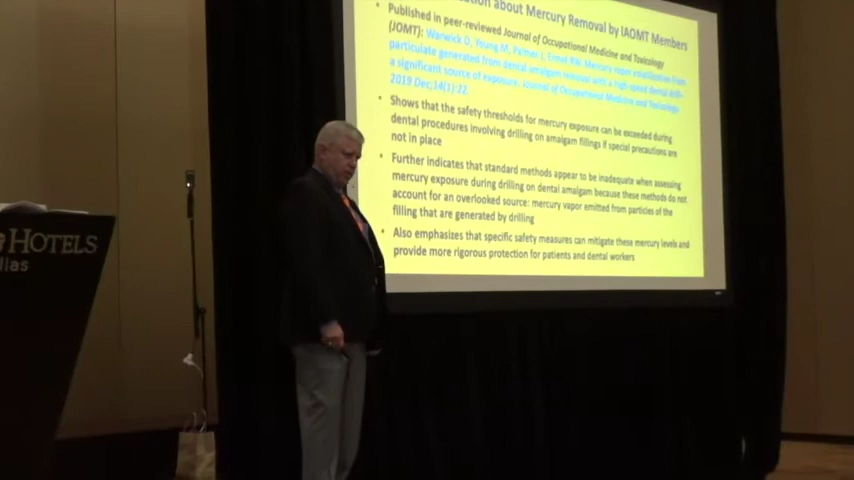 ation about Mercury Removal by IAOMT Members
• Published in peer-reviewed Journal of Occupational Medicine and Toxicology
(JOMT): Warwick D, Young M, Palmer J, Ermel RW. Mercury vapor volatilization from
particulate generated from dental amalgam removal with a high-speed dental drill–
a significant source of exposure. Journal of Occupational Medicine and Toxicology.
2019 Dec;14(1):22.
• Shows that the safety thresholds for mercury exposure can be exceeded during
dental procedures involving drilling on amalgam fillings if special precautions are
not in place
• Further indicates that standard methods appear to be inadequate when assessing
mercury exposure during drilling on dental amalgam because these methods do not
account for an overlooked source: mercury vapor emitted from particles of the
filling that are generated by drilling
• Also emphasizes that specific safety measures can mitigate these mercury levels and
provide more rigorous protection for patients and dental workers
HOTELS
llas